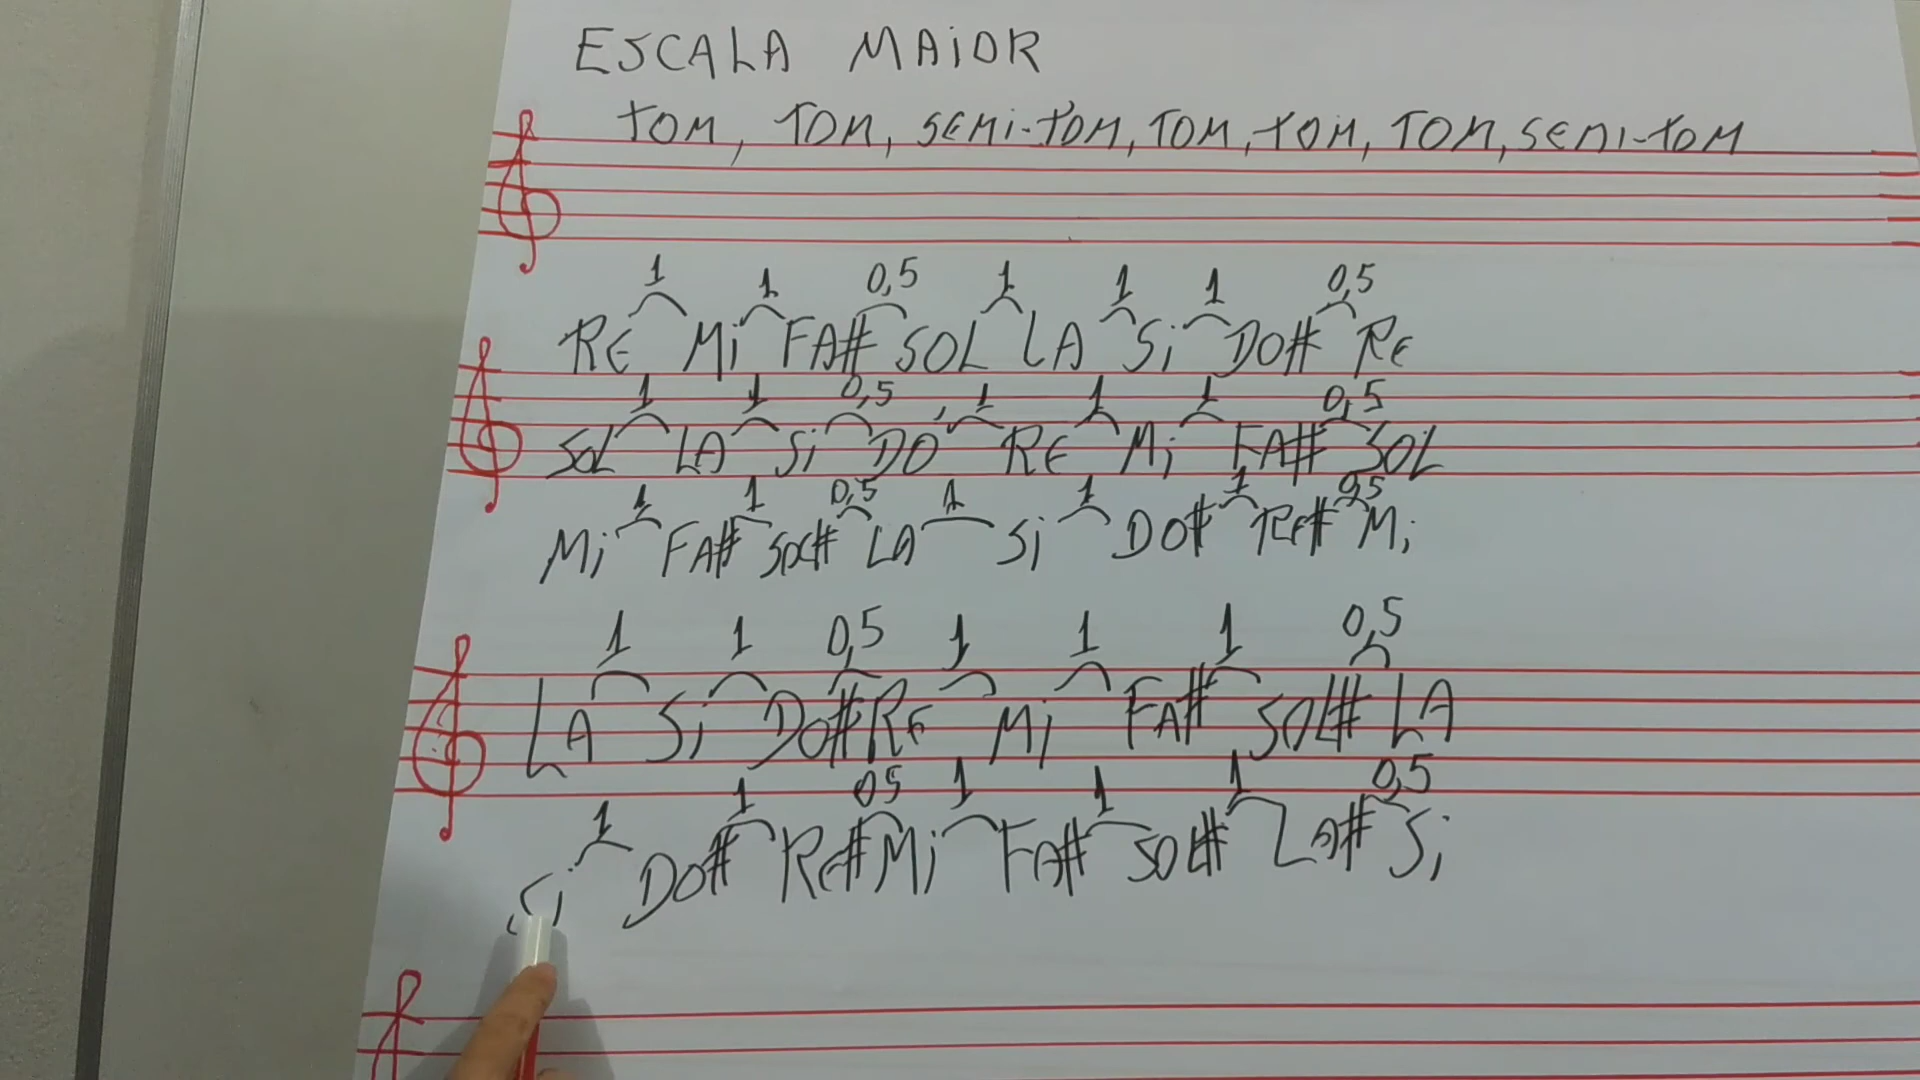 ESCALA MAIOR
TOM, TOM, SEMI-TOM, TOM, TOM, TOM, SEMI-TOM
1 1 0,5 1 1 1 0,5
RE Mi FA# SOL LA Si DO# RE
1 1 0,5 1 1 1 0,5
SOL LA Si DO RE Mi FA# SOL
1 1 0,5 1 1 1 0,5
Mi FA# SOL# LA Si DO# RE# Mi
1 1 0,5 1 1 1 0,5
LA Si DO# RE Mi FA# SOL# LA
1 1 05 1 1 1 0,5
Si DO# RE# Mi FA# SOL# LA# Si